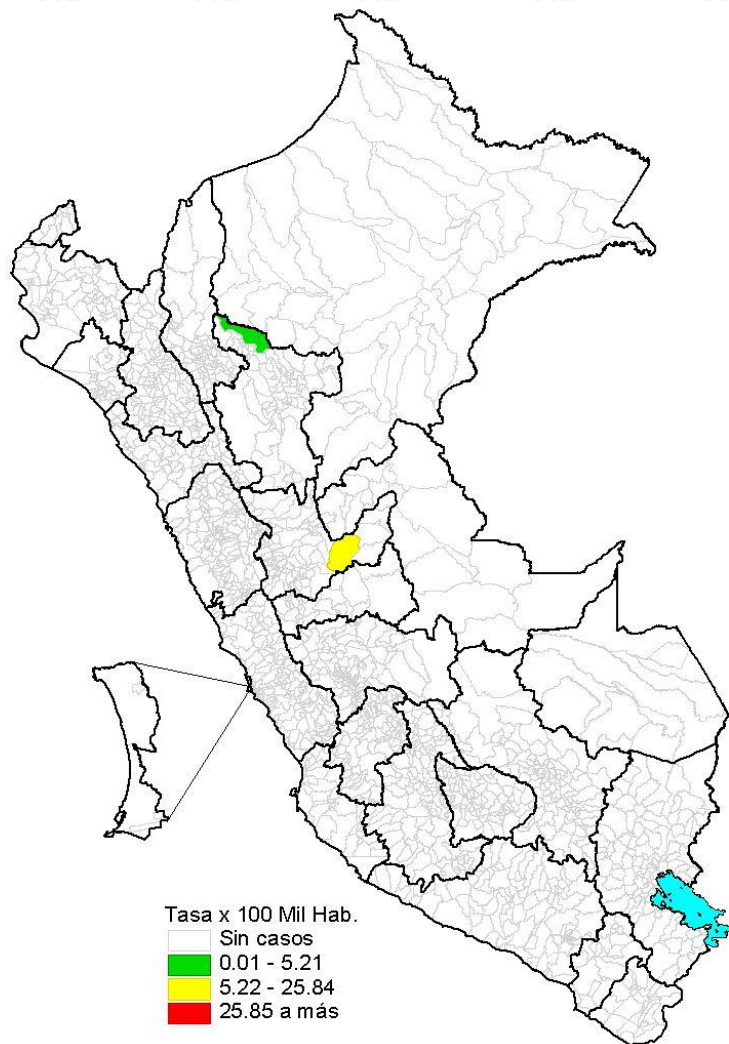 Tasa x 100 Mil Hab.
Sin casos
0.01 - 5.21
5.22 - 25.84
25.85 a más